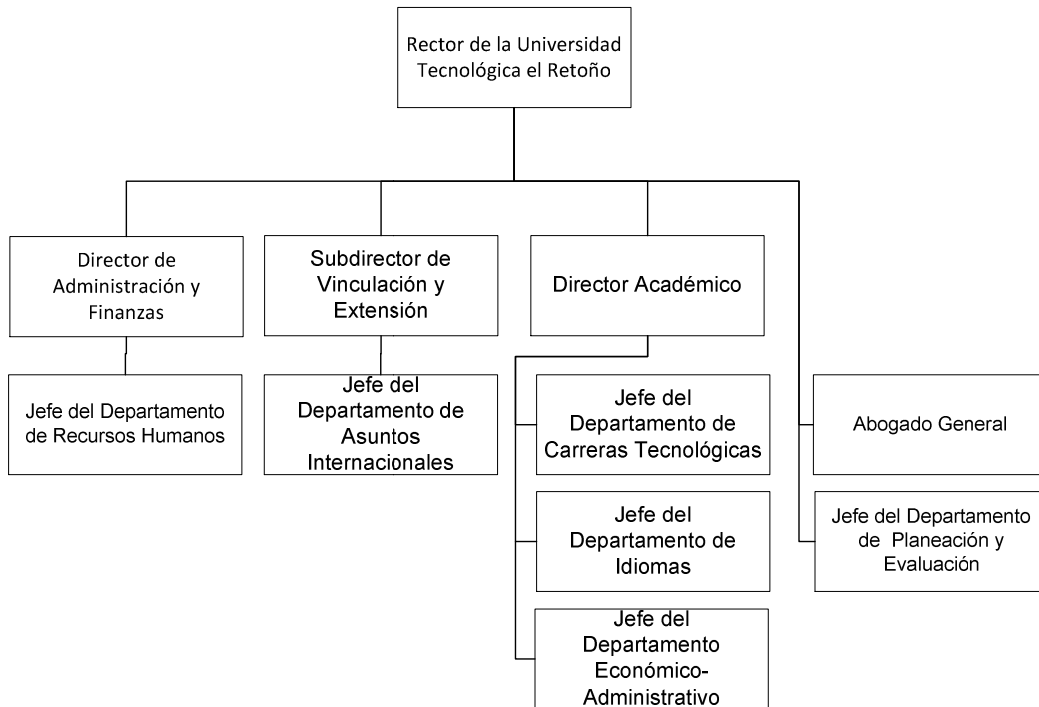 Rector de la Universidad
Tecnológica el Retoño
Director de
Administración y
Finanzas
Subdirector de
Vinculación y
Extensión
Director Académico
Jefe del Departamento
de Recursos Humanos
Jefe del
Departamento de
Asuntos
Internacionales
Jefe del
Departamento de
Carreras Tecnológicas
Abogado General
Jefe del
Departamento de
Idiomas
Jefe del Departamento
de Planeación y
Evaluación
Jefe del
Departamento
Económico-
Administrativo